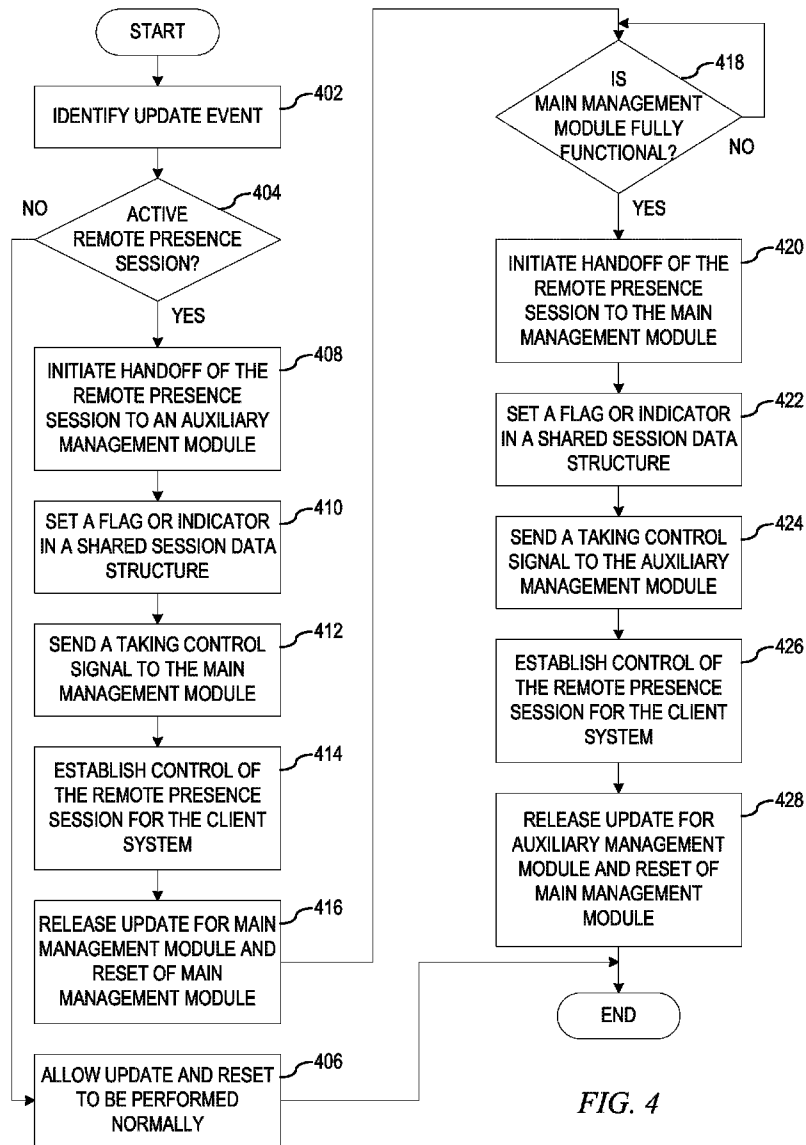 START
402
IDENTIFY UPDATE EVENT
404
NO
ACTIVE
REMOTE PRESENCE
SESSION?
YES
408
INITIATE HANDOFF OF THE
REMOTE PRESENCE
SESSION TO AN AUXILIARY
MANAGEMENT MODULE
410
SET A FLAG OR INDICATOR
IN A SHARED SESSION DATA
STRUCTURE
412
SEND A TAKING CONTROL
SIGNAL TO THE MAIN
MANAGEMENT MODULE
414
ESTABLISH CONTROL OF
THE REMOTE PRESENCE
SESSION FOR THE CLIENT
SYSTEM
416
RELEASE UPDATE FOR MAIN
MANAGEMENT MODULE AND
RESET OF MAIN
MANAGEMENT MODULE
406
ALLOW UPDATE AND RESET
TO BE PERFORMED
NORMALLY
418
IS
MAIN MANAGEMENT
MODULE FULLY
FUNCTIONAL?
NO
YES
420
INITIATE HANDOFF OF THE
REMOTE PRESENCE
SESSION TO THE MAIN
MANAGEMENT MODULE
422
SET A FLAG OR INDICATOR
IN A SHARED SESSION DATA
STRUCTURE
424
SEND A TAKING CONTROL
SIGNAL TO THE AUXILIARY
MANAGEMENT MODULE
426
ESTABLISH CONTROL OF
THE REMOTE PRESENCE
SESSION FOR THE CLIENT
SYSTEM
428
RELEASE UPDATE FOR
AUXILIARY MANAGEMENT
MODULE AND RESET OF
MAIN MANAGEMENT
MODULE
END
FIG. 4